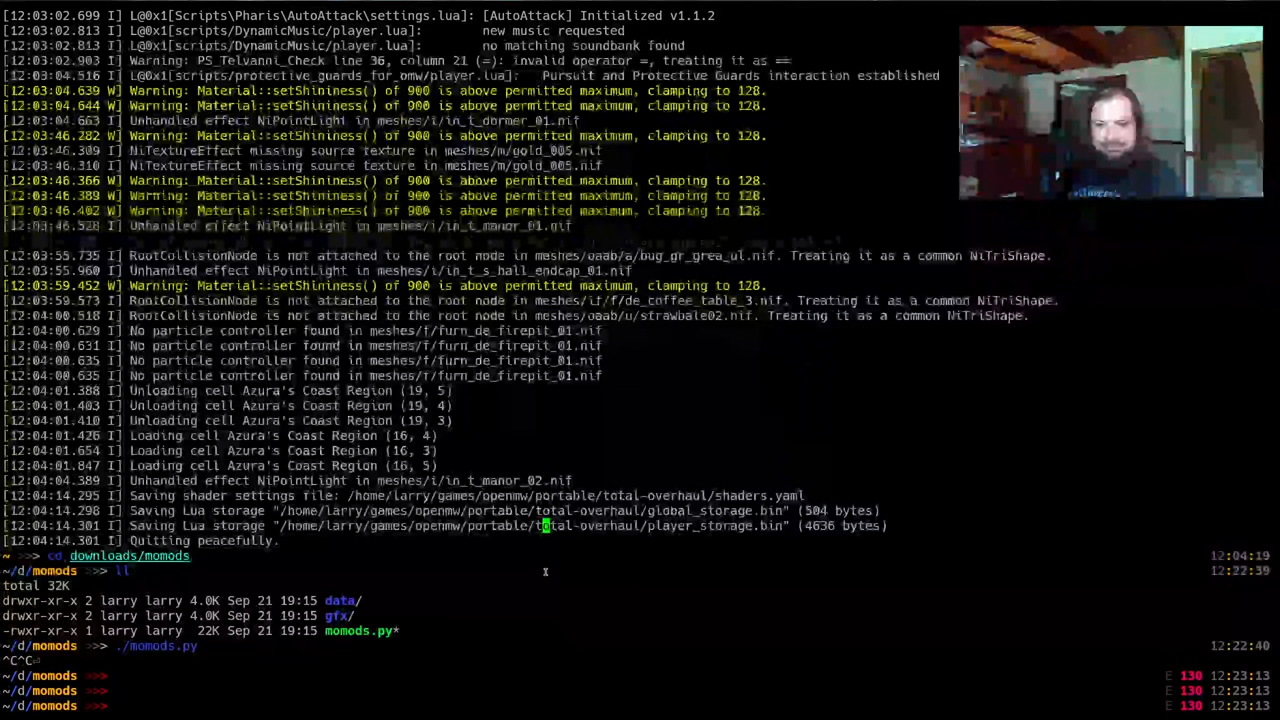 [12:03:02.699 I] L@0x1[Scripts\Pharis\AutoAttack\settings.lua]: [AutoAttack] Initialized v1.1.2
[12:03:02.813 I] L@0x1[scripts/DynamicMusic/player.lua]:	new music requested
[12:03:02.813 I] L@0x1[scripts/DynamicMusic/player.lua]:	no matching soundbank found
[12:03:02.903 I] Warning: PS_Telvanni_Check line 36, column 21 (=): invalid operator =, treating it as ==
[12:03:04.516 I] L@0x1[scripts/protective_guards_for_omw/player.lua]:	Pursuit and Protective Guards interaction established
[12:03:04.639 W] Warning: Material::setShininess() of 900 is above permitted maximum, clamping to 128.
[12:03:04.644 W] Warning: Material::setShininess() of 900 is above permitted maximum, clamping to 128.
[12:03:04.663 I] Unhandled effect NiPointLight in meshes/i/in_t_dormer_01.nif
[12:03:46.282 W] Warning: Material::setShininess() of 900 is above permitted maximum, clamping to 128.
[12:03:46.309 I] NiTextureEffect missing source texture in meshes/m/gold_005.nif
[12:03:46.310 I] NiTextureEffect missing source texture in meshes/m/gold_005.nif
[12:03:46.366 W] Warning: Material::setShininess() of 900 is above permitted maximum, clamping to 128.
[12:03:46.389 W] Warning: Material::setShininess() of 900 is above permitted maximum, clamping to 128.
[12:03:46.402 W] Warning: Material::setShininess() of 900 is above permitted maximum, clamping to 128.
[12:03:46.528 I] Unhandled effect NiPointLight in meshes/i/in_t_manor_01.nif
[12:03:55.735 I] RootCollisionNode is not attached to the root node in meshes/oaab/a/bug_gr_grea_ul.nif. Treating it as a common NiTriShape.
[12:03:55.960 I] Unhandled effect NiPointLight in meshes/i/in_t_s_hall_endcap_01.nif
[12:03:59.452 W] Warning: Material::setShininess() of 900 is above permitted maximum, clamping to 128.
[12:03:59.573 I] RootCollisionNode is not attached to the root node in meshes/if/f/de_coffee_table_3.nif. Treating it as a common NiTriShape.
[12:04:00.518 I] RootCollisionNode is not attached to the root node in meshes/oaab/u/strawbale02.nif. Treating it as a common NiTriShape.
[12:04:00.629 I] No particle controller found in meshes/f/furn_de_firepit_01.nif
[12:04:00.631 I] No particle controller found in meshes/f/furn_de_firepit_01.nif
[12:04:00.635 I] No particle controller found in meshes/f/furn_de_firepit_01.nif
[12:04:00.635 I] No particle controller found in meshes/f/furn_de_firepit_01.nif
[12:04:01.388 I] Unloading cell Azura's Coast Region (19, 5)
[12:04:01.403 I] Unloading cell Azura's Coast Region (19, 4)
[12:04:01.410 I] Unloading cell Azura's Coast Region (19, 3)
[12:04:01.426 I] Loading cell Azura's Coast Region (16, 4)
[12:04:01.654 I] Loading cell Azura's Coast Region (16, 3)
[12:04:01.847 I] Loading cell Azura's Coast Region (16, 5)
[12:04:04.389 I] Unhandled effect NiPointLight in meshes/i/in_t_manor_02.nif
[12:04:14.295 I] Saving shader settings file: /home/larry/games/openmw/portable/total-overhaul/shaders.yaml
[12:04:14.298 I] Saving Lua storage "/home/larry/games/openmw/portable/total-overhaul/global_storage.bin" (504 bytes)
[12:04:14.301 I] Saving Lua storage "/home/larry/games/openmw/portable/total-overhaul/player_storage.bin" (4636 bytes)
[12:04:14.301 I] Quitting peacefully.
~ >>> cd downloads/momods 12:04:19
~/d/momods >>> ll 12:22:39
total 32K
drwxr-xr-x 2 larry larry 4.0K Sep 21 19:15 data/
drwxr-xr-x 2 larry larry 4.0K Sep 21 19:15 gfx/
-rwxr-xr-x 1 larry larry  22K Sep 21 19:15 momods.py*
~/d/momods >>> ./momods.py 12:22:40
^C^C⏎
~/d/momods >>> E 130 12:23:13
~/d/momods >>> E 130 12:23:13
~/d/momods >>> E 130 12:23:13